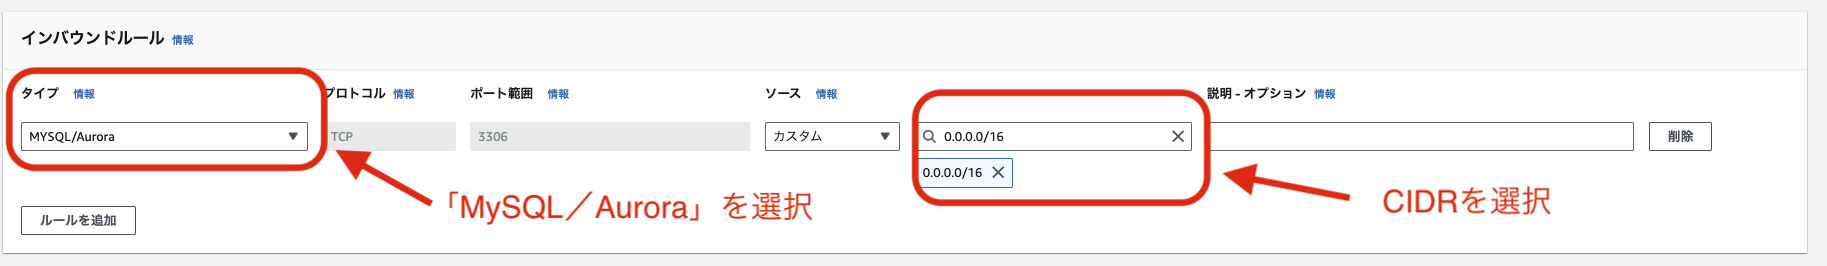 インバウンドルール 情報
タイプ 情報 プロトコル 情報 ポート範囲 情報 ソース 情報 説明 - オプション 情報
MYSQL/Aurora TCP 3306 カスタム 0.0.0.0/16 削除
0.0.0.0/16
「MySQL／Aurora」を選択 CIDRを選択
ルールを追加